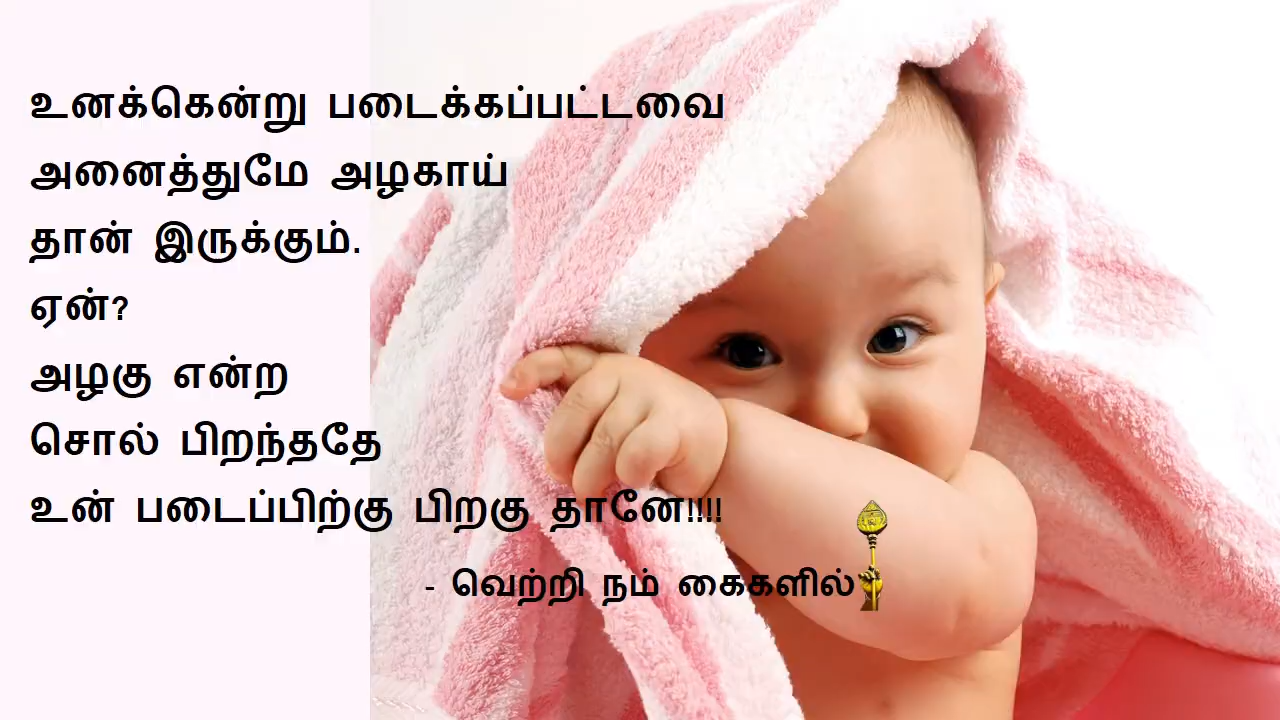 உனக்கென்று படைக்கப்பட்டவை
அனைத்துமே அழகாய்
தான் இருக்கும்.
ஏன்?
அழகு என்ற
சொல் பிறந்ததே
உன் படைப்பிற்கு பிறகு தானே!!!!
- வெற்றி நம் கைகளில்